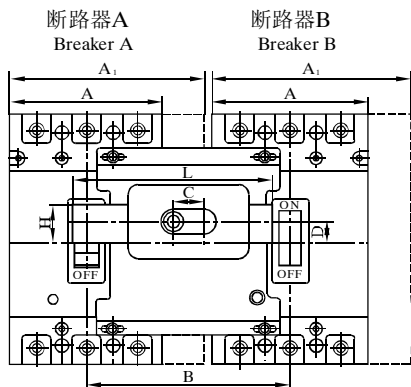 断路器A 断路器B
Breaker A Breaker B
A1 A1
A A
L
C
H
ON
D
OFF OFF
B